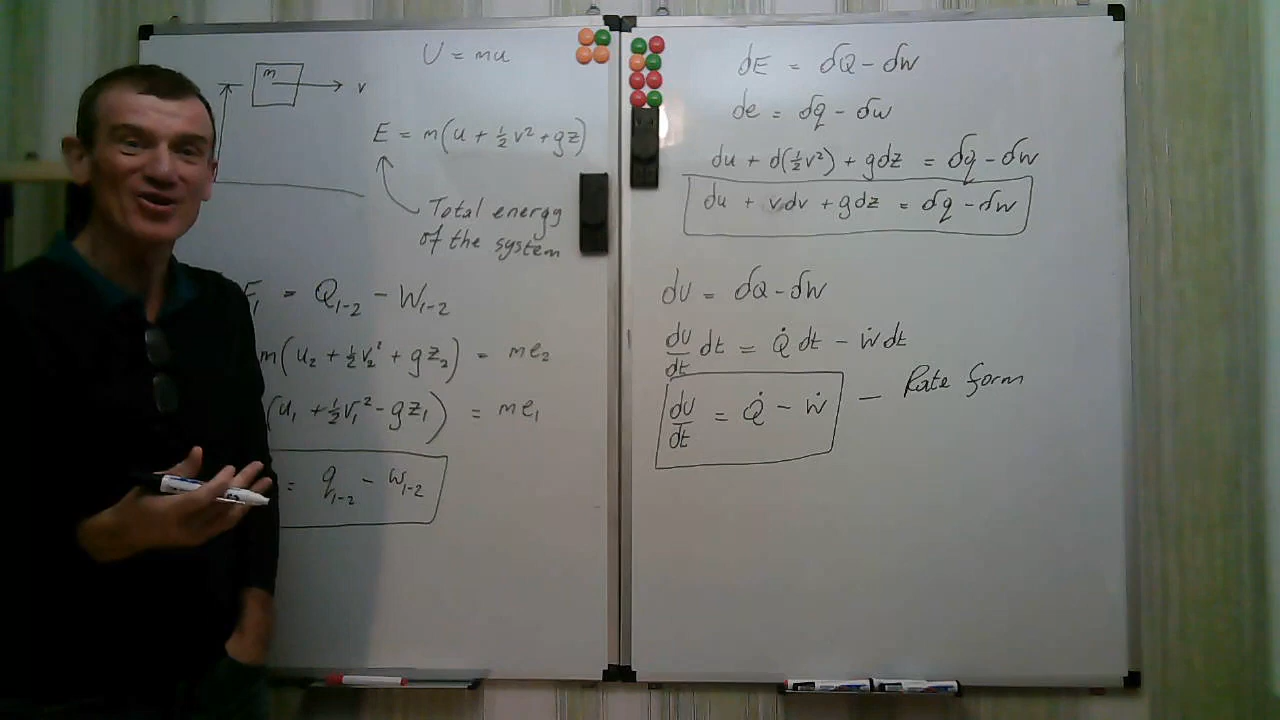 m
v
U = mu
E = m(u + ½v² + gz)
Total energy
of the system
E₁ = Q₁₋₂ − W₁₋₂
m(u₂ + ½v₂² + gz₂) = me₂
(u₁ + ½v₁² - gz₁) = me₁
= q₁₋₂ − w₁₋₂
dE = δQ − δW
de = δq − δw
du + d(½v²) + gdz = δq − δw
du + vdv + gdz = δq − δw
dU = δQ − δW
dU/dt dt = Q̇ dt − Ẇ dt
dU/dt = Q̇ − Ẇ — Rate form